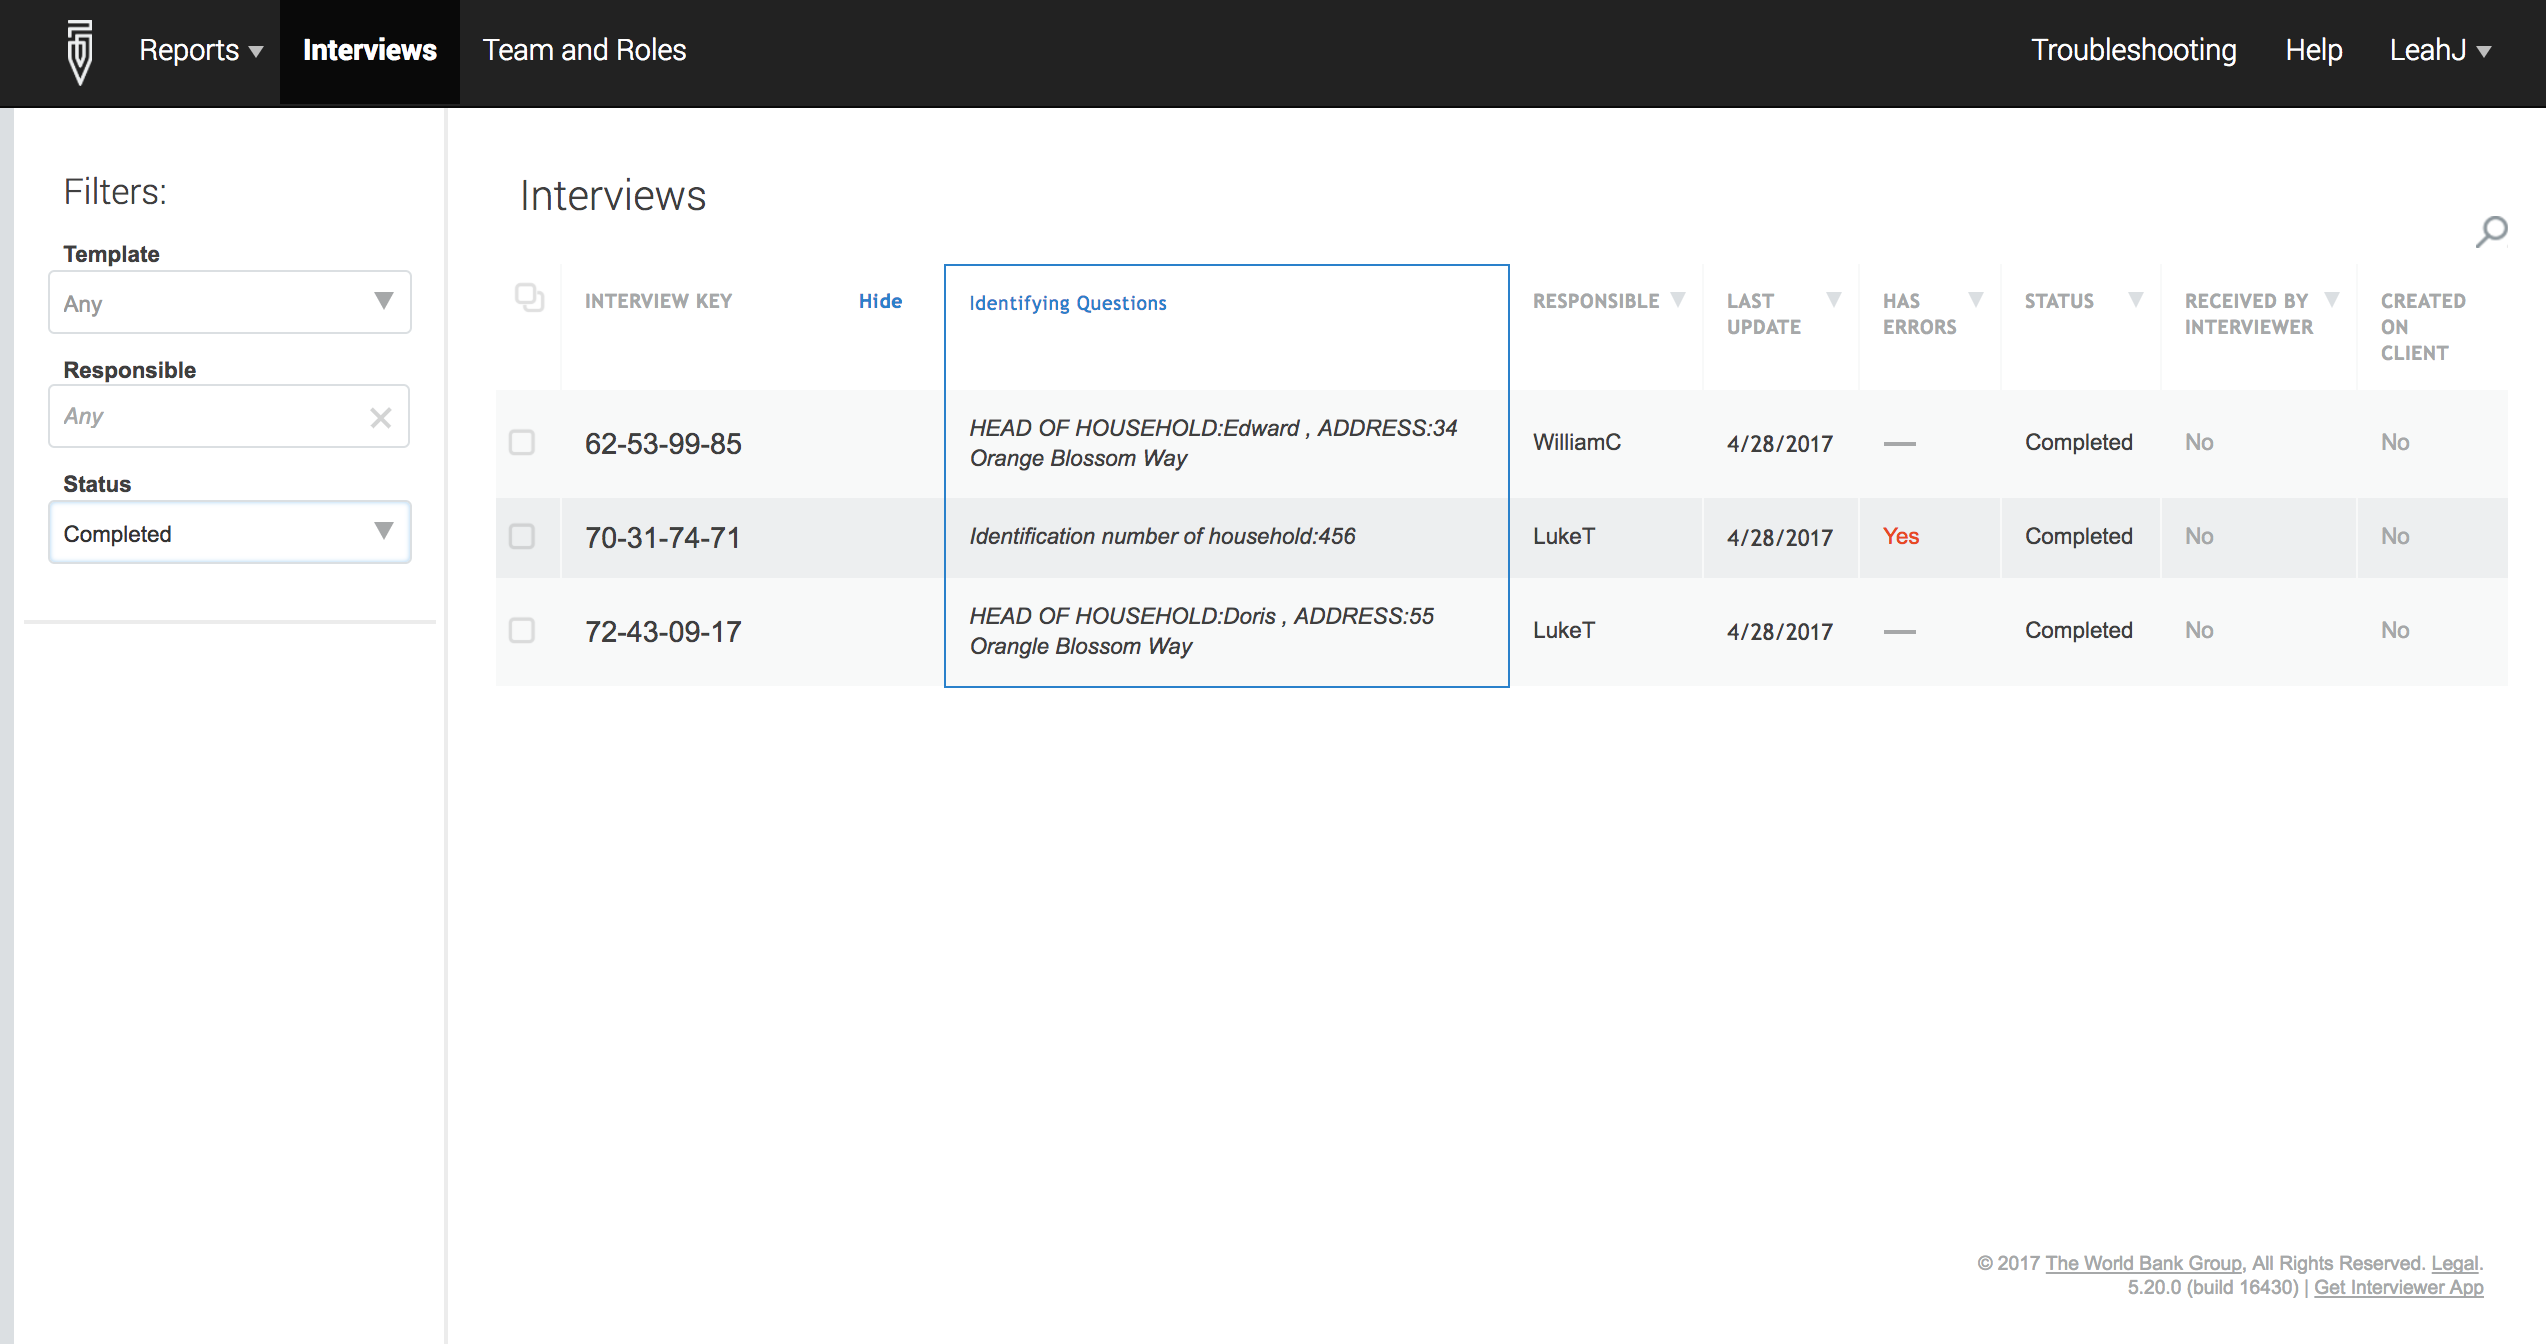 Reports Interviews Team and Roles Troubleshooting Help LeahJ
Filters:
Template
Any
Responsible
Any
Status
Completed
Interviews
INTERVIEW KEY Hide Identifying Questions RESPONSIBLE LAST UPDATE HAS ERRORS STATUS RECEIVED BY INTERVIEWER CREATED ON CLIENT
62-53-99-85 HEAD OF HOUSEHOLD:Edward , ADDRESS:34 WilliamC 4/28/2017 — Completed No No
Orange Blossom Way
70-31-74-71 Identification number of household:456 LukeT 4/28/2017 Yes Completed No No
72-43-09-17 HEAD OF HOUSEHOLD:Doris , ADDRESS:55 LukeT 4/28/2017 — Completed No No
Orangle Blossom Way
© 2017 The World Bank Group, All Rights Reserved. Legal.
5.20.0 (build 16430) | Get Interviewer App